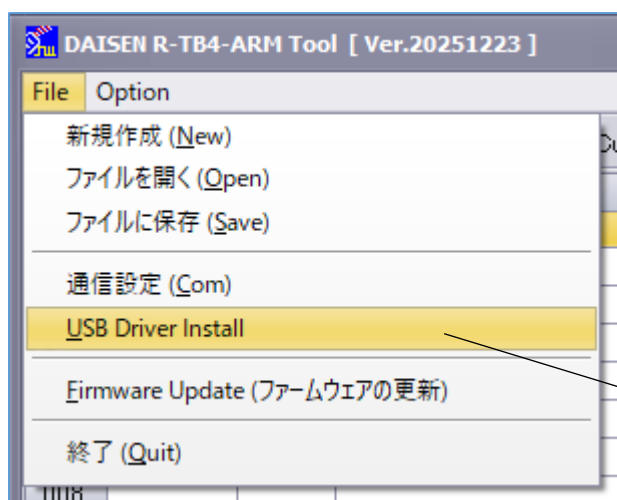 DAISEN R-TB4-ARM Tool [ Ver.20251223 ]
File Option
新規作成 (New)
ファイルを開く(Open)
ファイルに保存 (Save)
通信設定 (Com)
USB Driver Install
Firmware Update (ファームウェアの更新)
終了 (Quit)